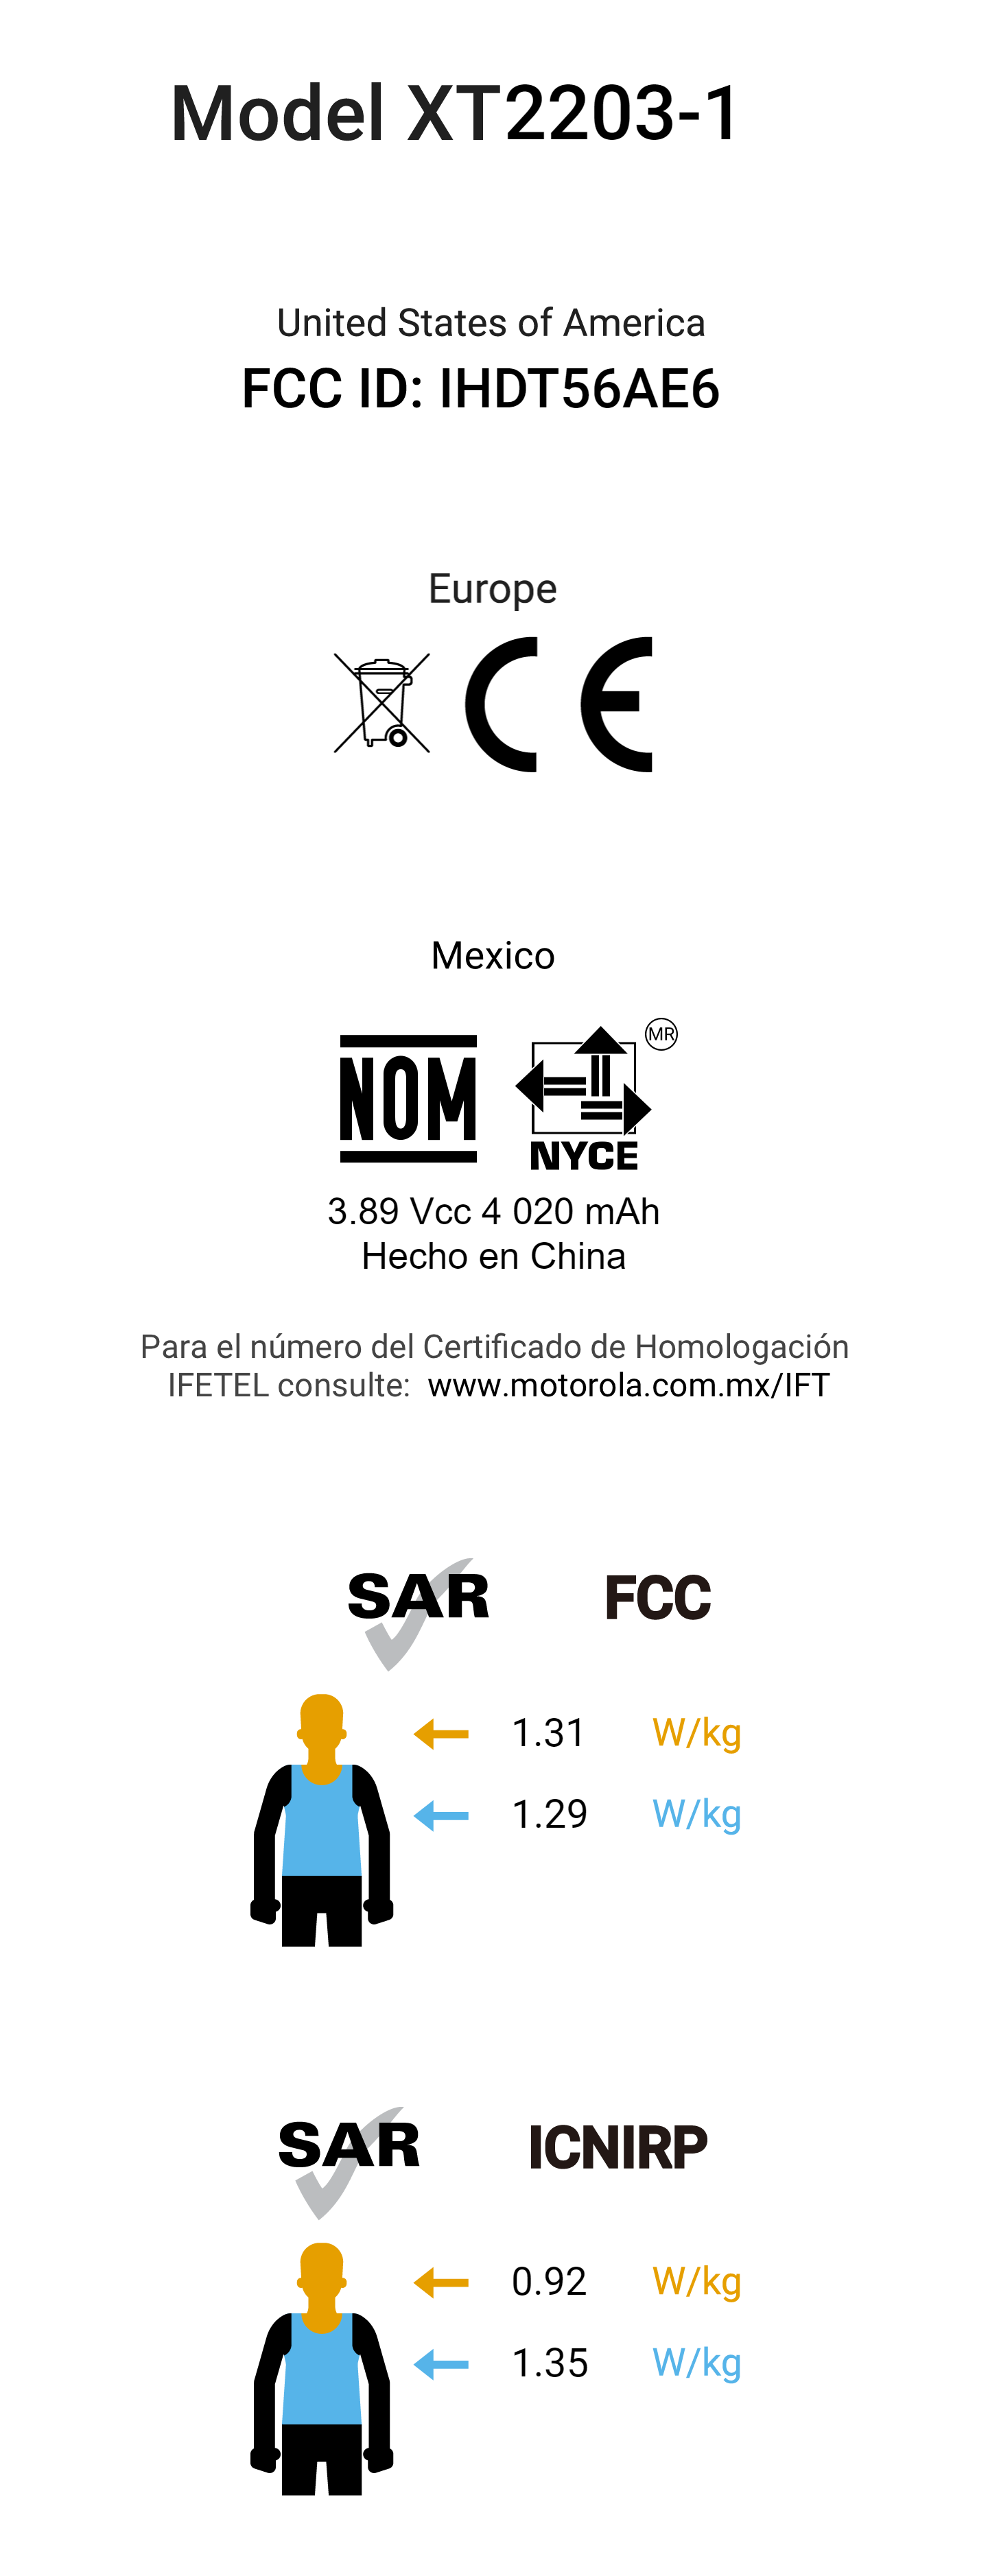 Model XT2203-1
United States of America
FCC ID: IHDT56AE6
Europe
CE
Mexico
NOM
MR
NYCE
3.89 Vcc 4 020 mAh
Hecho en China
Para el número del Certificado de Homologación
IFETEL consulte: www.motorola.com.mx/IFT
SAR FCC
1.31 W/kg
1.29 W/kg
SAR ICNIRP
0.92 W/kg
1.35 W/kg